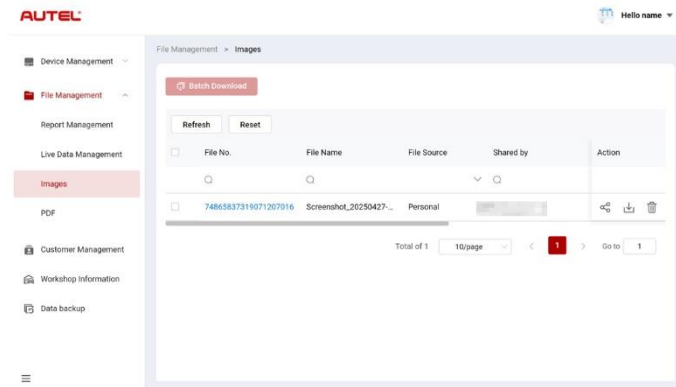 AUTEL
Hello name
Device Management
File Management
Report Management
Live Data Management
Images
PDF
Customer Management
Workshop Information
Data backup
File Management > Images
Batch Download
Refresh Reset
File No. File Name File Source Shared by Action
74865837319071207016 Screenshot_20250427-... Personal
Total of 1 10/page < 1 > Go to 1